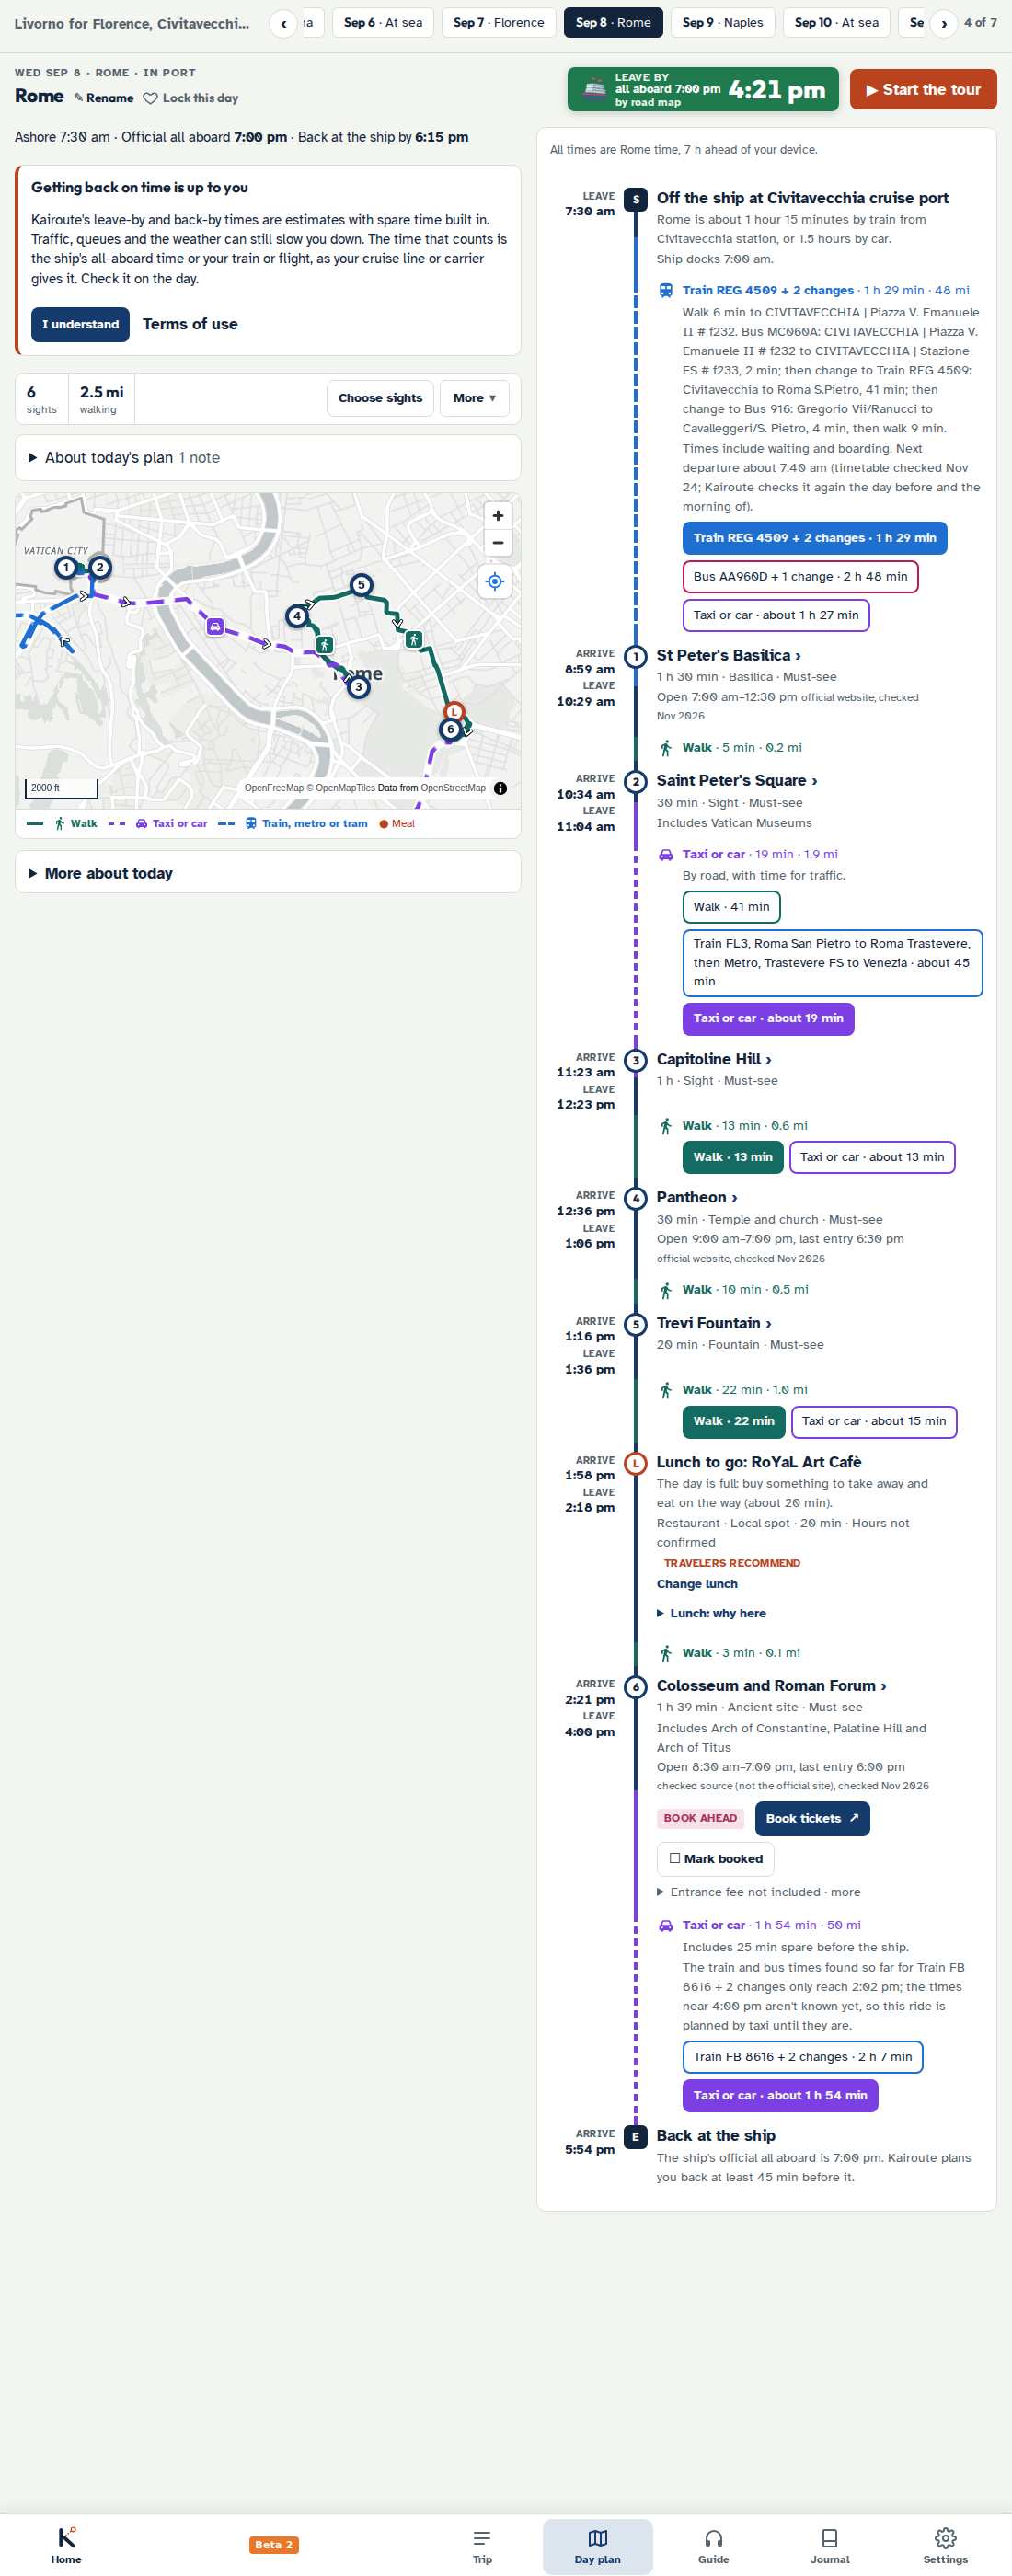 Livorno for Florence, Civitavecchi...
‹
na
Sep 6 · At sea
Sep 7 · Florence
Sep 8 · Rome
Sep 9 · Naples
Sep 10 · At sea
Se
›
4 of 7
WED SEP 8 · ROME · IN PORT
Rome
✎ Rename
Lock this day
LEAVE BY
all aboard 7:00 pm
by road map
4:21 pm
▶ Start the tour
Ashore 7:30 am · Official all aboard 7:00 pm · Back at the ship by 6:15 pm
Getting back on time is up to you
Kairoute's leave-by and back-by times are estimates with spare time built in.
Traffic, queues and the weather can still slow you down. The time that counts is
the ship's all-aboard time or your train or flight, as your cruise line or carrier
gives it. Check it on the day.
I understand
Terms of use
6
sights
2.5 mi
walking
Choose sights
More ▾
▶ About today's plan 1 note
VATICAN CITY
1
2
3
4
5
6
L
+
−
2000 ft
OpenFreeMap © OpenMapTiles Data from OpenStreetMap
Walk
Taxi or car
Train, metro or tram
Meal
▶ More about today
All times are Rome time, 7 h ahead of your device.
LEAVE
7:30 am
S
Off the ship at Civitavecchia cruise port
Rome is about 1 hour 15 minutes by train from
Civitavecchia station, or 1.5 hours by car.
Ship docks 7:00 am.
Train REG 4509 + 2 changes · 1 h 29 min · 48 mi
Walk 6 min to CIVITAVECCHIA | Piazza V. Emanuele
II # f232. Bus MC060A: CIVITAVECCHIA | Piazza V.
Emanuele II # f232 to CIVITAVECCHIA | Stazione
FS # f233, 2 min; then change to Train REG 4509:
Civitavecchia to Roma S.Pietro, 41 min; then
change to Bus 916: Gregorio Vii/Ranucci to
Cavalleggeri/S. Pietro, 4 min, then walk 9 min.
Times include waiting and boarding. Next
departure about 7:40 am (timetable checked Nov
24; Kairoute checks it again the day before and the
morning of).
Train REG 4509 + 2 changes · 1 h 29 min
Bus AA960D + 1 change · 2 h 48 min
Taxi or car · about 1 h 27 min
ARRIVE
8:59 am
LEAVE
10:29 am
1
St Peter's Basilica ›
1 h 30 min · Basilica · Must-see
Open 7:00 am–12:30 pm official website, checked
Nov 2026
Walk · 5 min · 0.2 mi
ARRIVE
10:34 am
LEAVE
11:04 am
2
Saint Peter's Square ›
30 min · Sight · Must-see
Includes Vatican Museums
Taxi or car · 19 min · 1.9 mi
By road, with time for traffic.
Walk · 41 min
Train FL3, Roma San Pietro to Roma Trastevere,
then Metro, Trastevere FS to Venezia · about 45
min
Taxi or car · about 19 min
ARRIVE
11:23 am
LEAVE
12:23 pm
3
Capitoline Hill ›
1 h · Sight · Must-see
Walk · 13 min · 0.6 mi
Walk · 13 min
Taxi or car · about 13 min
ARRIVE
12:36 pm
LEAVE
1:06 pm
4
Pantheon ›
30 min · Temple and church · Must-see
Open 9:00 am–7:00 pm, last entry 6:30 pm
official website, checked Nov 2026
Walk · 10 min · 0.5 mi
ARRIVE
1:16 pm
LEAVE
1:36 pm
5
Trevi Fountain ›
20 min · Fountain · Must-see
Walk · 22 min · 1.0 mi
Walk · 22 min
Taxi or car · about 15 min
ARRIVE
1:58 pm
LEAVE
2:18 pm
L
Lunch to go: RoYaL Art Cafè
The day is full: buy something to take away and
eat on the way (about 20 min).
Restaurant · Local spot · 20 min · Hours not
confirmed
TRAVELERS RECOMMEND
Change lunch
▶ Lunch: why here
Walk · 3 min · 0.1 mi
ARRIVE
2:21 pm
LEAVE
4:00 pm
6
Colosseum and Roman Forum ›
1 h 39 min · Ancient site · Must-see
Includes Arch of Constantine, Palatine Hill and
Arch of Titus
Open 8:30 am–7:00 pm, last entry 6:00 pm
checked source (not the official site), checked Nov 2026
BOOK AHEAD
Book tickets ↗
☐ Mark booked
▶ Entrance fee not included · more
Taxi or car · 1 h 54 min · 50 mi
Includes 25 min spare before the ship.
The train and bus times found so far for Train FB
8616 + 2 changes only reach 2:02 pm; the times
near 4:00 pm aren't known yet, so this ride is
planned by taxi until they are.
Train FB 8616 + 2 changes · 2 h 7 min
Taxi or car · about 1 h 54 min
ARRIVE
5:54 pm
E
Back at the ship
The ship's official all aboard is 7:00 pm. Kairoute plans
you back at least 45 min before it.
Home
Beta 2
Trip
Day plan
Guide
Journal
Settings